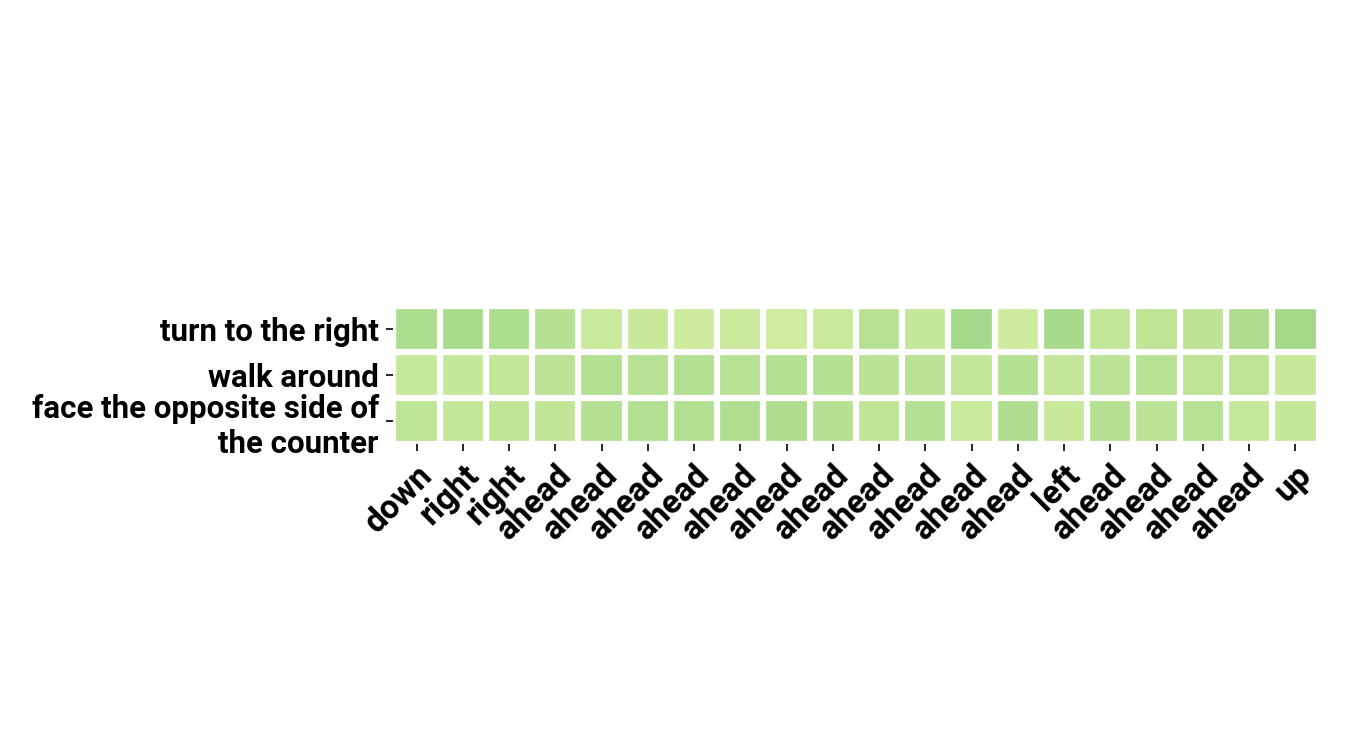 turn to the right
walk around
face the opposite side of
the counter
down
right
right
ahead
ahead
ahead
ahead
ahead
ahead
ahead
ahead
ahead
ahead
ahead
left
ahead
ahead
ahead
ahead
up